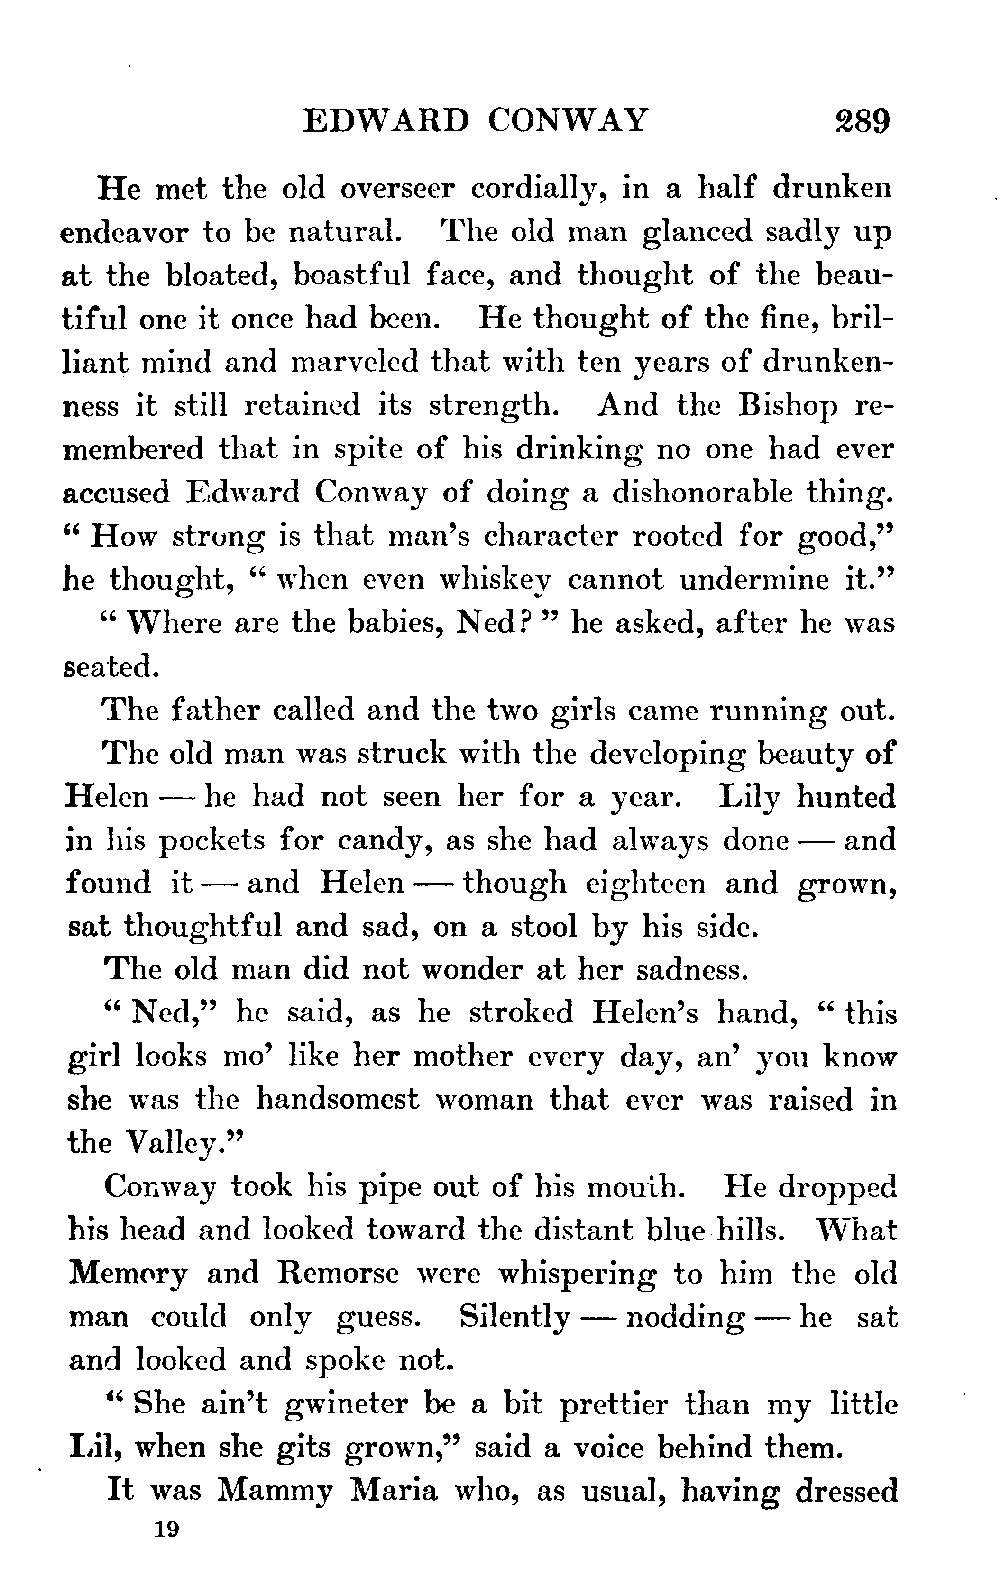 EDWARD CONWAY 289
He met the old overseer cordially, in a half drunken
endeavor to be natural. The old man glanced sadly up
at the bloated, boastful face, and thought of the beau-
tiful one it once had been. He thought of the fine, bril-
liant mind and marveled that with ten years of drunken-
ness it still retained its strength. And the Bishop re-
membered that in spite of his drinking no one had ever
accused Edward Conway of doing a dishonorable thing.
“ How strong is that man’s character rooted for good,”
he thought, “ when even whiskey cannot undermine it.”
“ Where are the babies, Ned? ” he asked, after he was
seated.
The father called and the two girls came running out.
The old man was struck with the developing beauty of
Helen — he had not seen her for a year. Lily hunted
in his pockets for candy, as she had always done — and
found it — and Helen — though eighteen and grown,
sat thoughtful and sad, on a stool by his side.
The old man did not wonder at her sadness.
“ Ned,” he said, as he stroked Helen’s hand, “ this
girl looks mo’ like her mother every day, an’ you know
she was the handsomest woman that ever was raised in
the Valley.”
Conway took his pipe out of his mouth. He dropped
his head and looked toward the distant blue hills. What
Memory and Remorse were whispering to him the old
man could only guess. Silently — nodding — he sat
and looked and spoke not.
“ She ain’t gwineter be a bit prettier than my little
Lil, when she gits grown,” said a voice behind them.
It was Mammy Maria who, as usual, having dressed
19